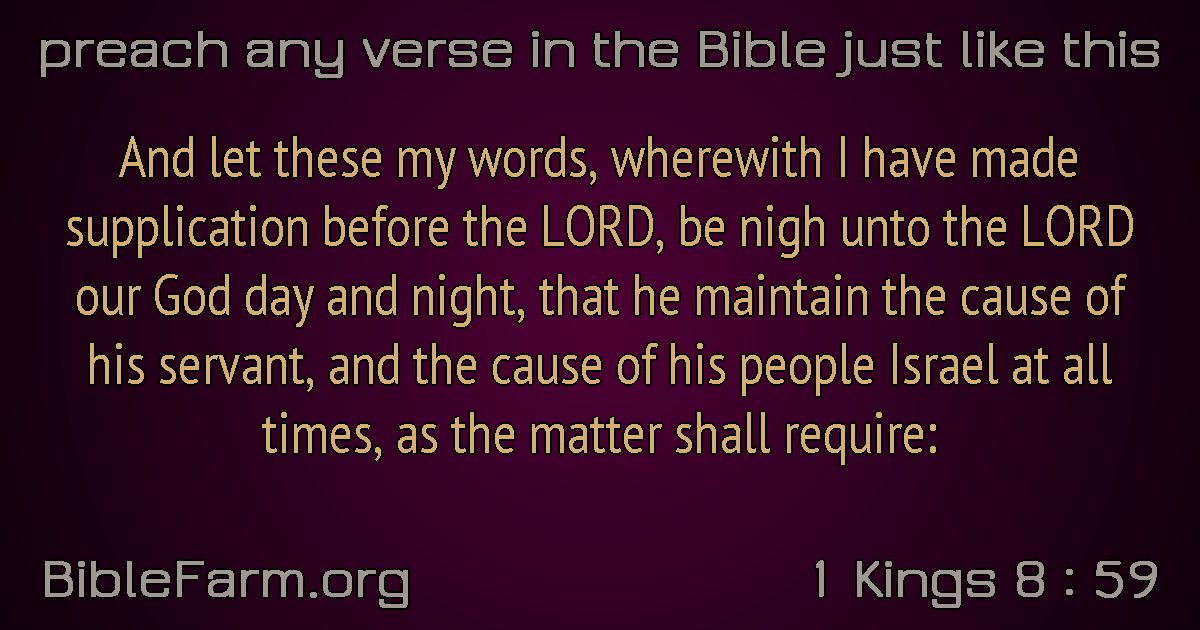 preach any verse in the Bible just like this
And let these my words, wherewith I have made
supplication before the LORD, be nigh unto the LORD
our God day and night, that he maintain the cause of
his servant, and the cause of his people Israel at all
times, as the matter shall require:
BibleFarm.org
1 Kings 8 : 59